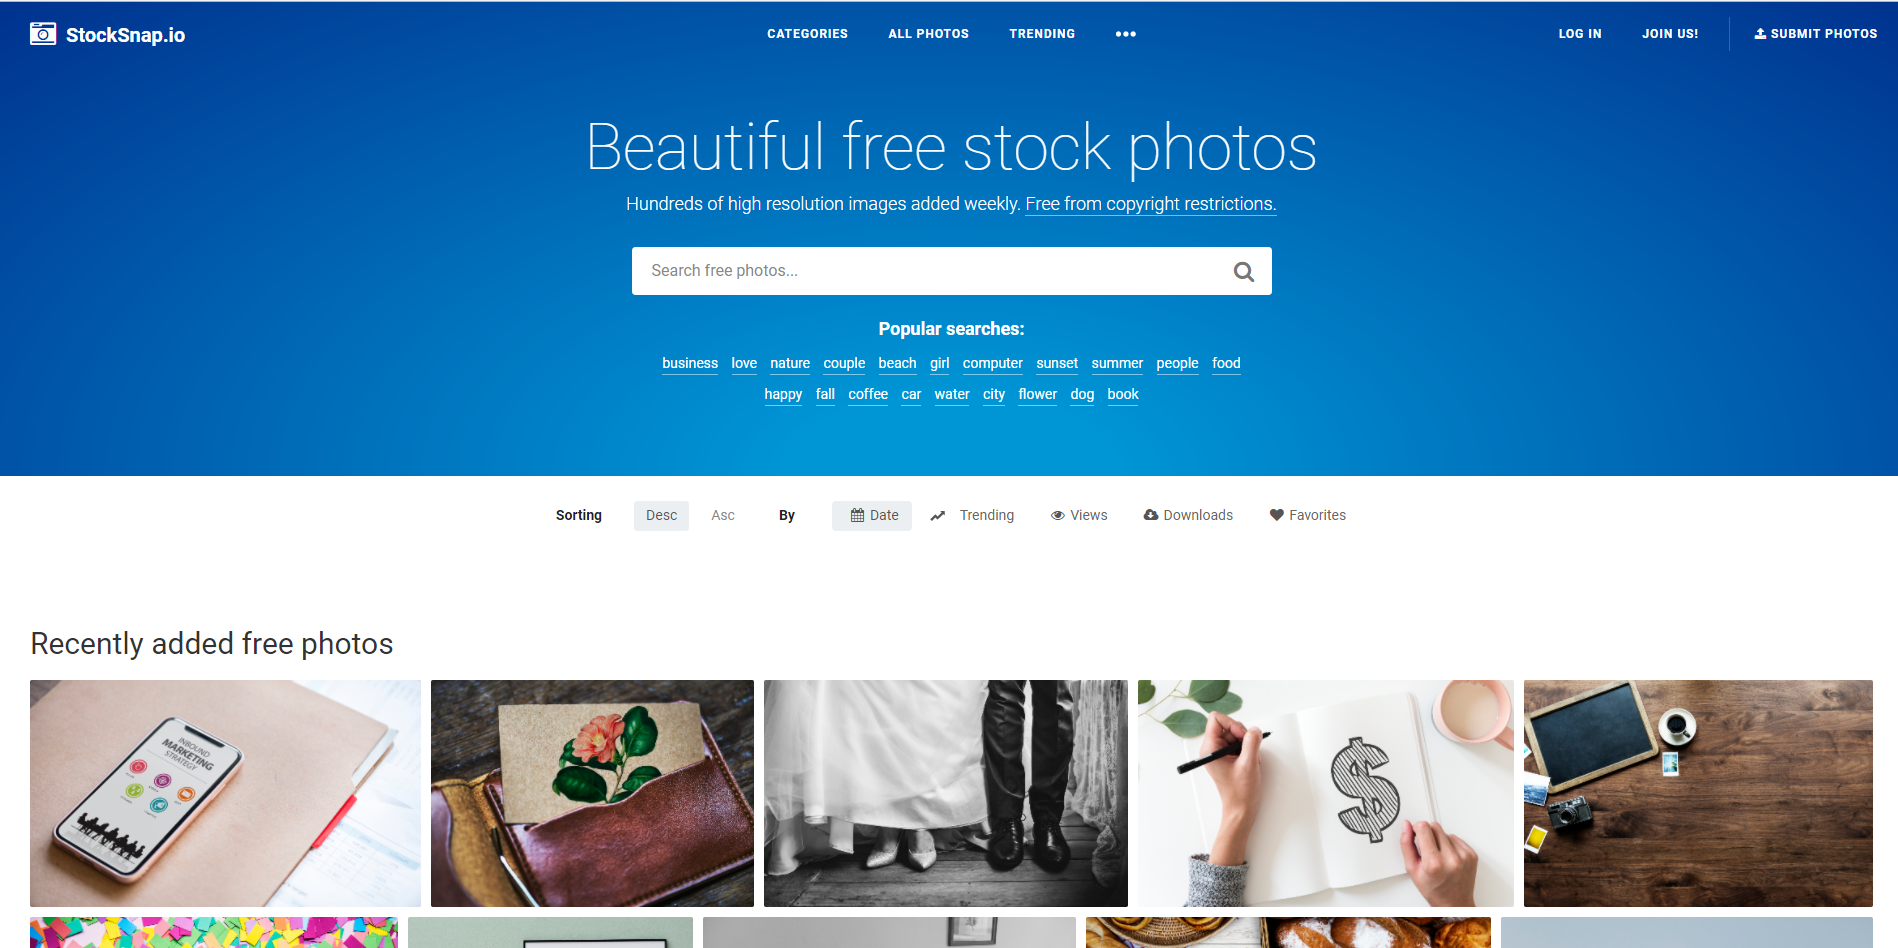 StockSnap.io
CATEGORIES ALL PHOTOS TRENDING
LOG IN JOIN US! SUBMIT PHOTOS
Beautiful free stock photos
Hundreds of high resolution images added weekly. Free from copyright restrictions.
Search free photos...
Popular searches:
business love nature couple beach girl computer sunset summer people food
happy fall coffee car water city flower dog book
Sorting Desc Asc By Date Trending Views Downloads Favorites
Recently added free photos
INBOUND
MARKETING
STRATEGY
$